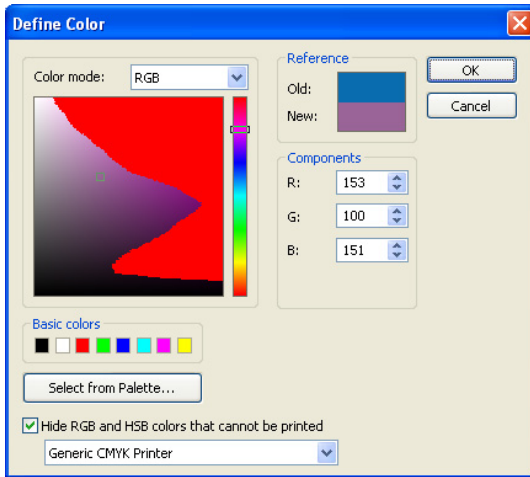 Define Color
Color mode: RGB
Reference
Old:
New:
OK
Cancel
Components
R: 153
G: 100
B: 151
Basic colors
Select from Palette...
Hide RGB and HSB colors that cannot be printed
Generic CMYK Printer